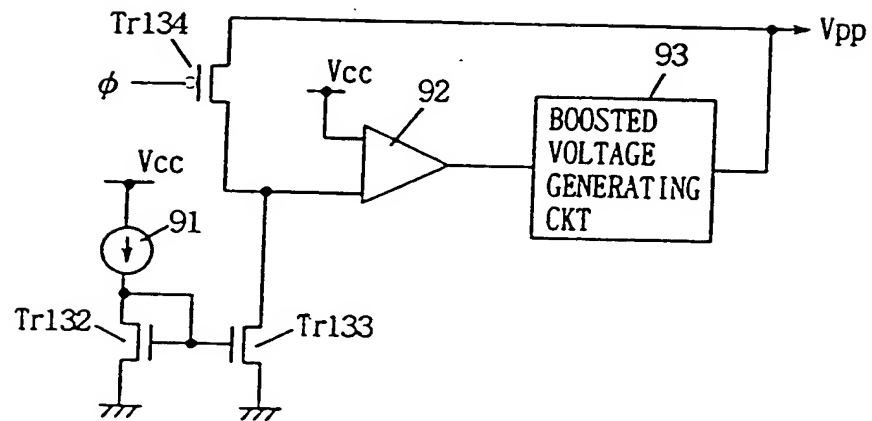 Tr134
Vpp
φ
Vcc
92
93
BOOSTED
VOLTAGE
GENERATING
CKT
Vcc
91
Tr132
Tr133